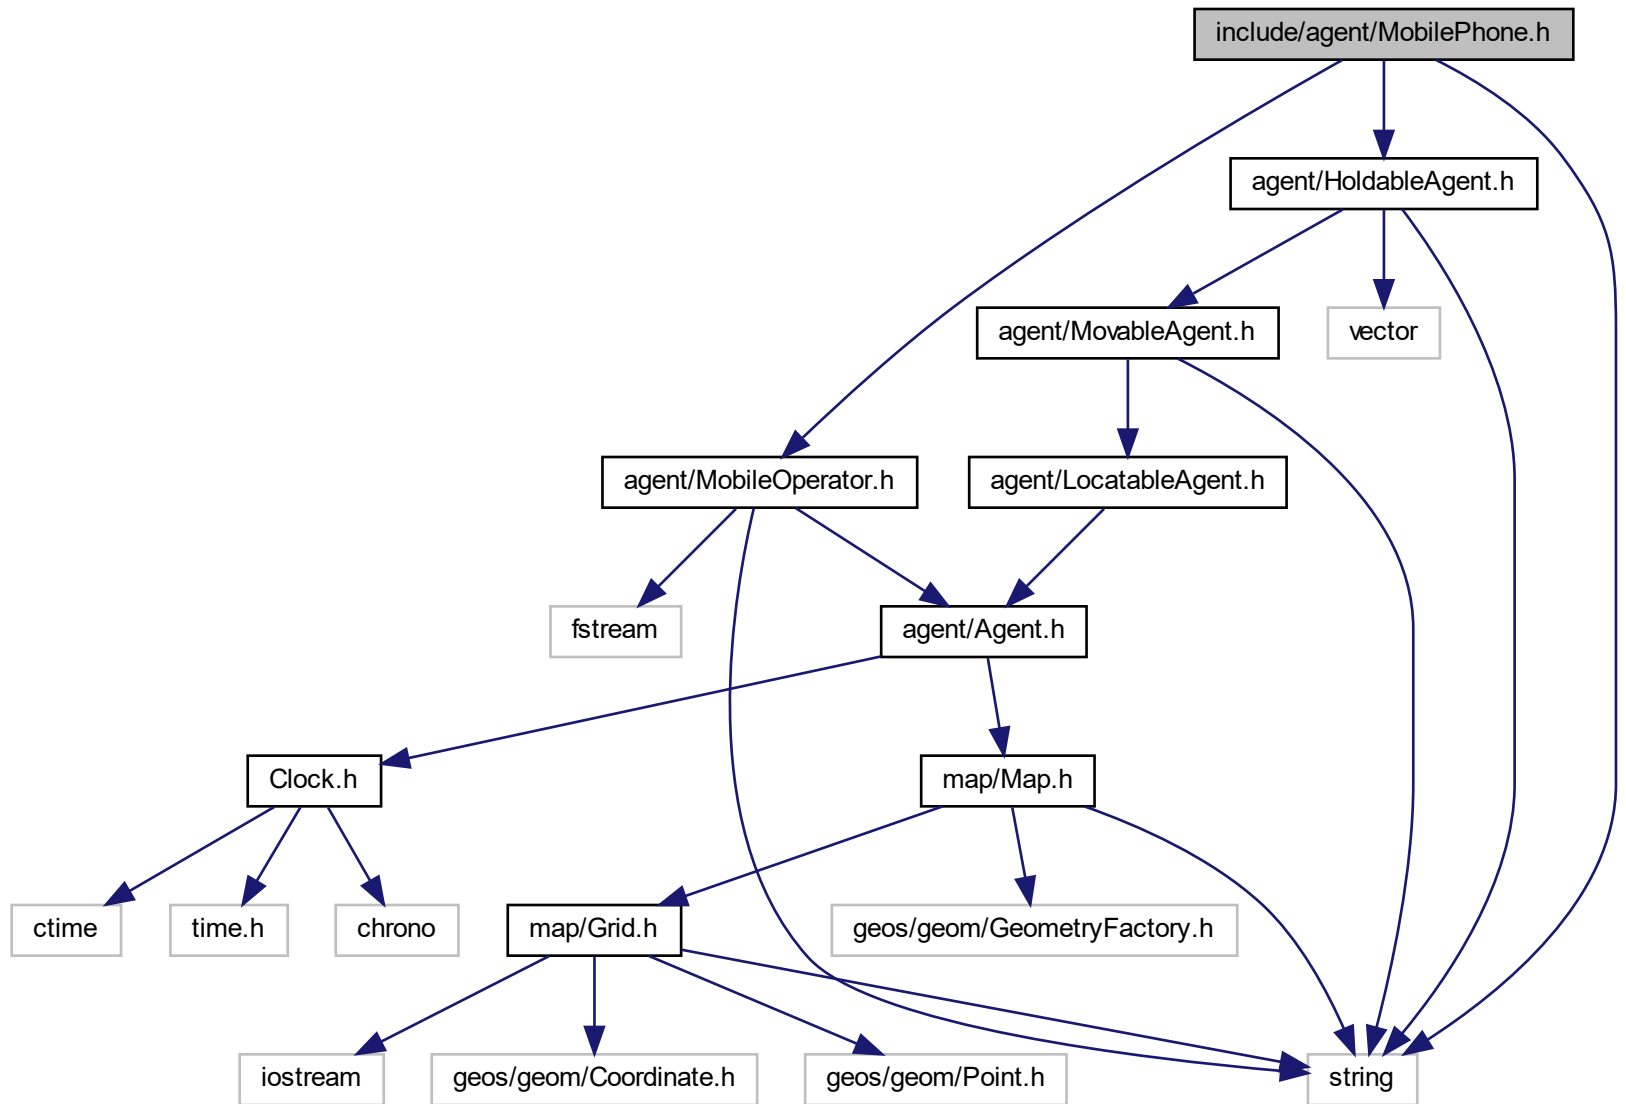 include/agent/MobilePhone.h
agent/HoldableAgent.h
agent/MovableAgent.h
vector
agent/MobileOperator.h
agent/LocatableAgent.h
fstream
agent/Agent.h
Clock.h
map/Map.h
ctime
time.h
chrono
map/Grid.h
geos/geom/GeometryFactory.h
iostream
geos/geom/Coordinate.h
geos/geom/Point.h
string